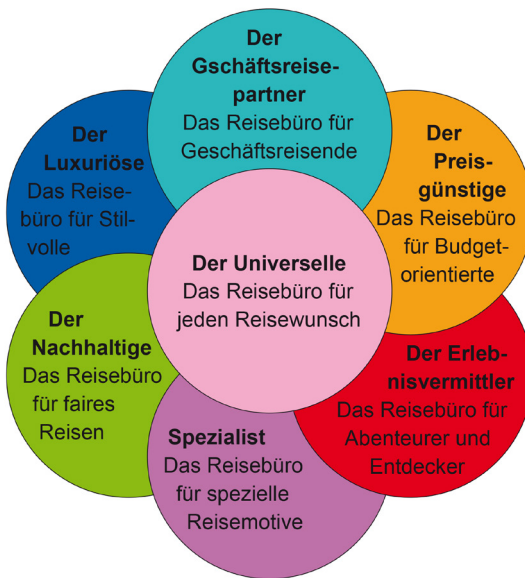 Der
Gschäftsreise-
partner
Das Reisebüro für
Geschäftsreisende
Der
Luxuriöse
Das Reise-
büro für Stil-
volle
Der
Preis-
günstige
Das Reisebüro
für Budget-
orientierte
Der Universelle
Das Reisebüro für
jeden Reisewunsch
Der
Nachhaltige
Das Reisebüro
für faires
Reisen
Der Erleb-
nisvermittler
Das Reisebüro für
Abenteurer und
Entdecker
Spezialist
Das Reisebüro
für spezielle
Reisemotive